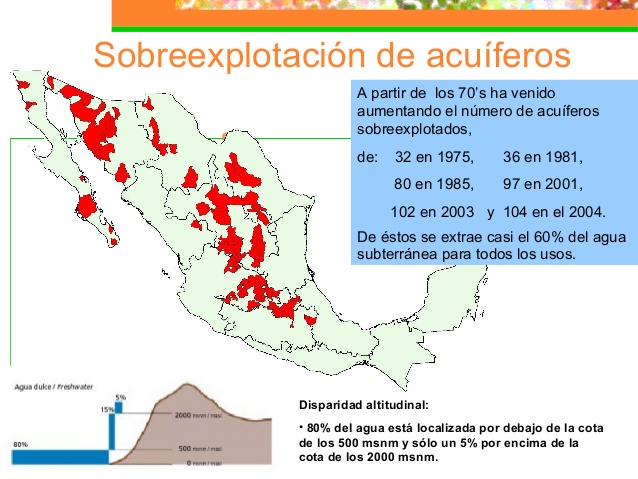 Sobreexplotación de acuíferos
A partir de los 70's ha venido
aumentando el número de acuíferos
sobreexplotados,
de: 32 en 1975, 36 en 1981,
80 en 1985, 97 en 2001,
102 en 2003 y 104 en el 2004.
De éstos se extrae casi el 60% del agua
subterránea para todos los usos.
Agua dulce / Freshwater
5%
15%
2000 msnm / masl
80%
500 msnm / masl
0 msnm / masl
Disparidad altitudinal:
• 80% del agua está localizada por debajo de la cota
de los 500 msnm y sólo un 5% por encima de la
cota de los 2000 msnm.